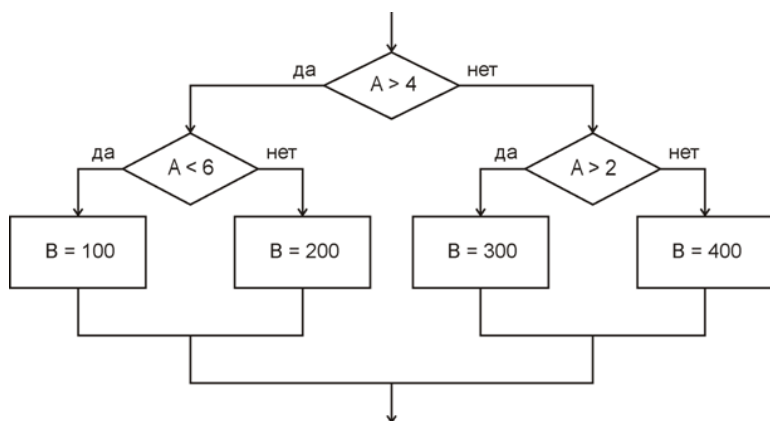 да A > 4 нет
да A < 6 нет да A > 2 нет
B = 100 B = 200 B = 300 B = 400